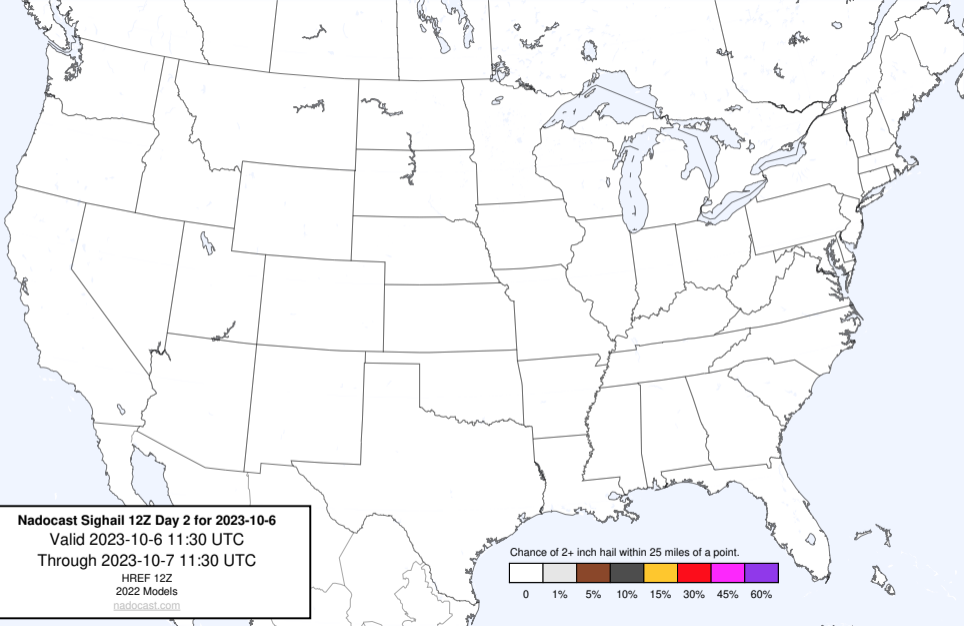 Nadocast Sighail 12Z Day 2 for 2023-10-6
Valid 2023-10-6 11:30 UTC
Through 2023-10-7 11:30 UTC
HREF 12Z
2022 Models
nadocast.com
Chance of 2+ inch hail within 25 miles of a point.
0 1% 5% 10% 15% 30% 45% 60%